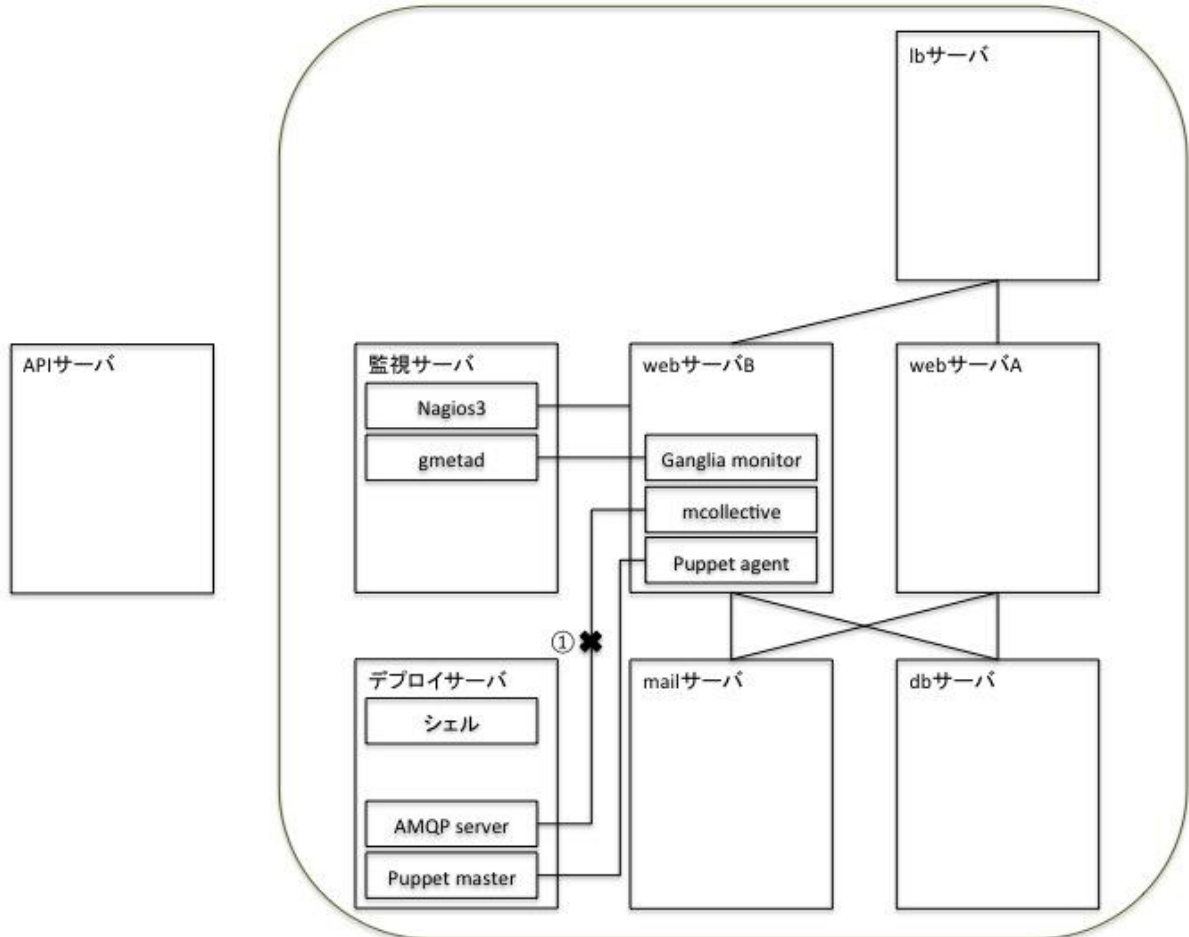 lbサーバ
APIサーバ
監視サーバ
Nagios3
gmetad
webサーバB
Ganglia monitor
mcollective
Puppet agent
webサーバA
①
デプロイサーバ
シェル
AMQP server
Puppet master
mailサーバ
dbサーバ